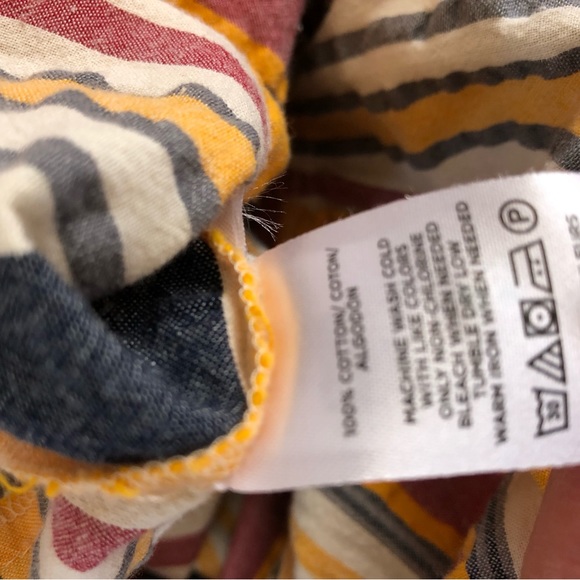 100% COTTON/ COTON/
ALGODÓN
MACHINE WASH COLD
WITH LIKE COLORS
ONLY NON-CHLORINE
BLEACH WHEN NEEDED
TUMBLE DRY LOW
WARM IRON WHEN NEEDED
30
P